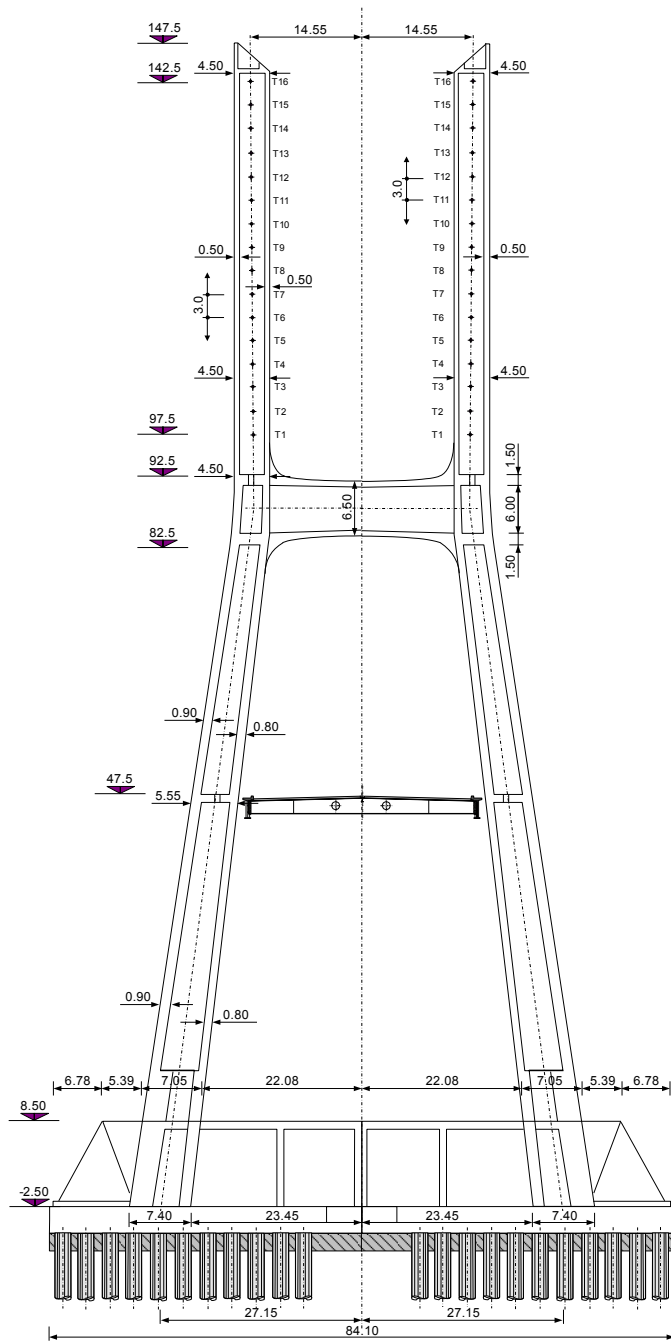 147.5
14.55 14.55
142.5
4.50 4.50
T16 T16
T15 T15
T14 T14
T13 T13
T12 T12
3.0
T11 T11
T10 T10
0.50 T9 T9 0.50
T8 T8
T7 0.50 T7
3.0
T6 T6
T5 T5
T4 T4
4.50 T3 T3 4.50
T2 T2
97.5 T1 T1
92.5 4.50 1.50
6.50 6.00
82.5 1.50
0.90 0.80
47.5
5.55
0.90 0.80
6.78 5.39 7.05 22.08 22.08 7.05 5.39 6.78
8.50
-2.50
7.40 23.45 23.45 7.40
27.15 27.15
84.10